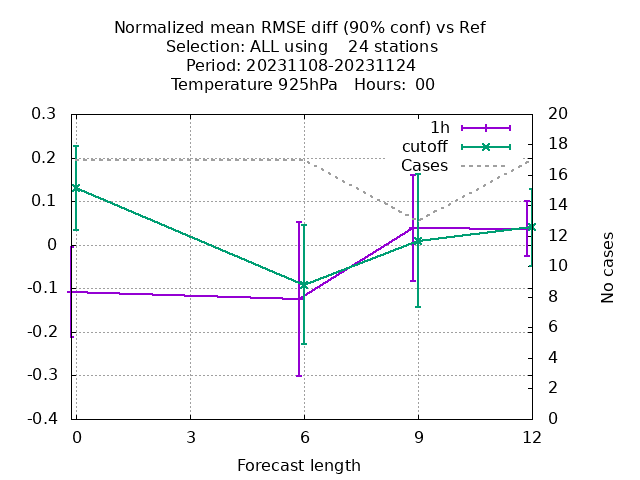 Normalized mean RMSE diff (90% conf) vs Ref
Selection: ALL using    24 stations
Period: 20231108-20231124
Temperature 925hPa   Hours:  00
1h
cutoff
Cases
0.3
0.2
0.1
0
-0.1
-0.2
-0.3
-0.4
20
18
16
14
12
10
8
6
4
2
0
No cases
0 3 6 9 12
Forecast length